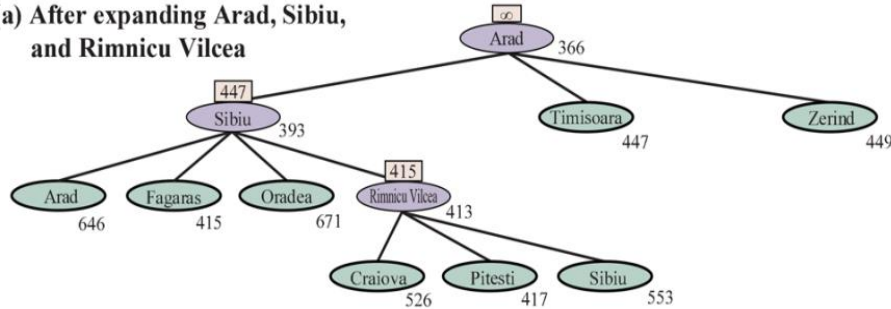 a) After expanding Arad, Sibiu,
and Rimnicu Vilcea
∞
Arad
366
447
Sibiu
393
Timisoara
447
Zerind
449
Arad
646
Fagaras
415
Oradea
671
415
Rimnicu Vilcea
413
Craiova
526
Pitesti
417
Sibiu
553